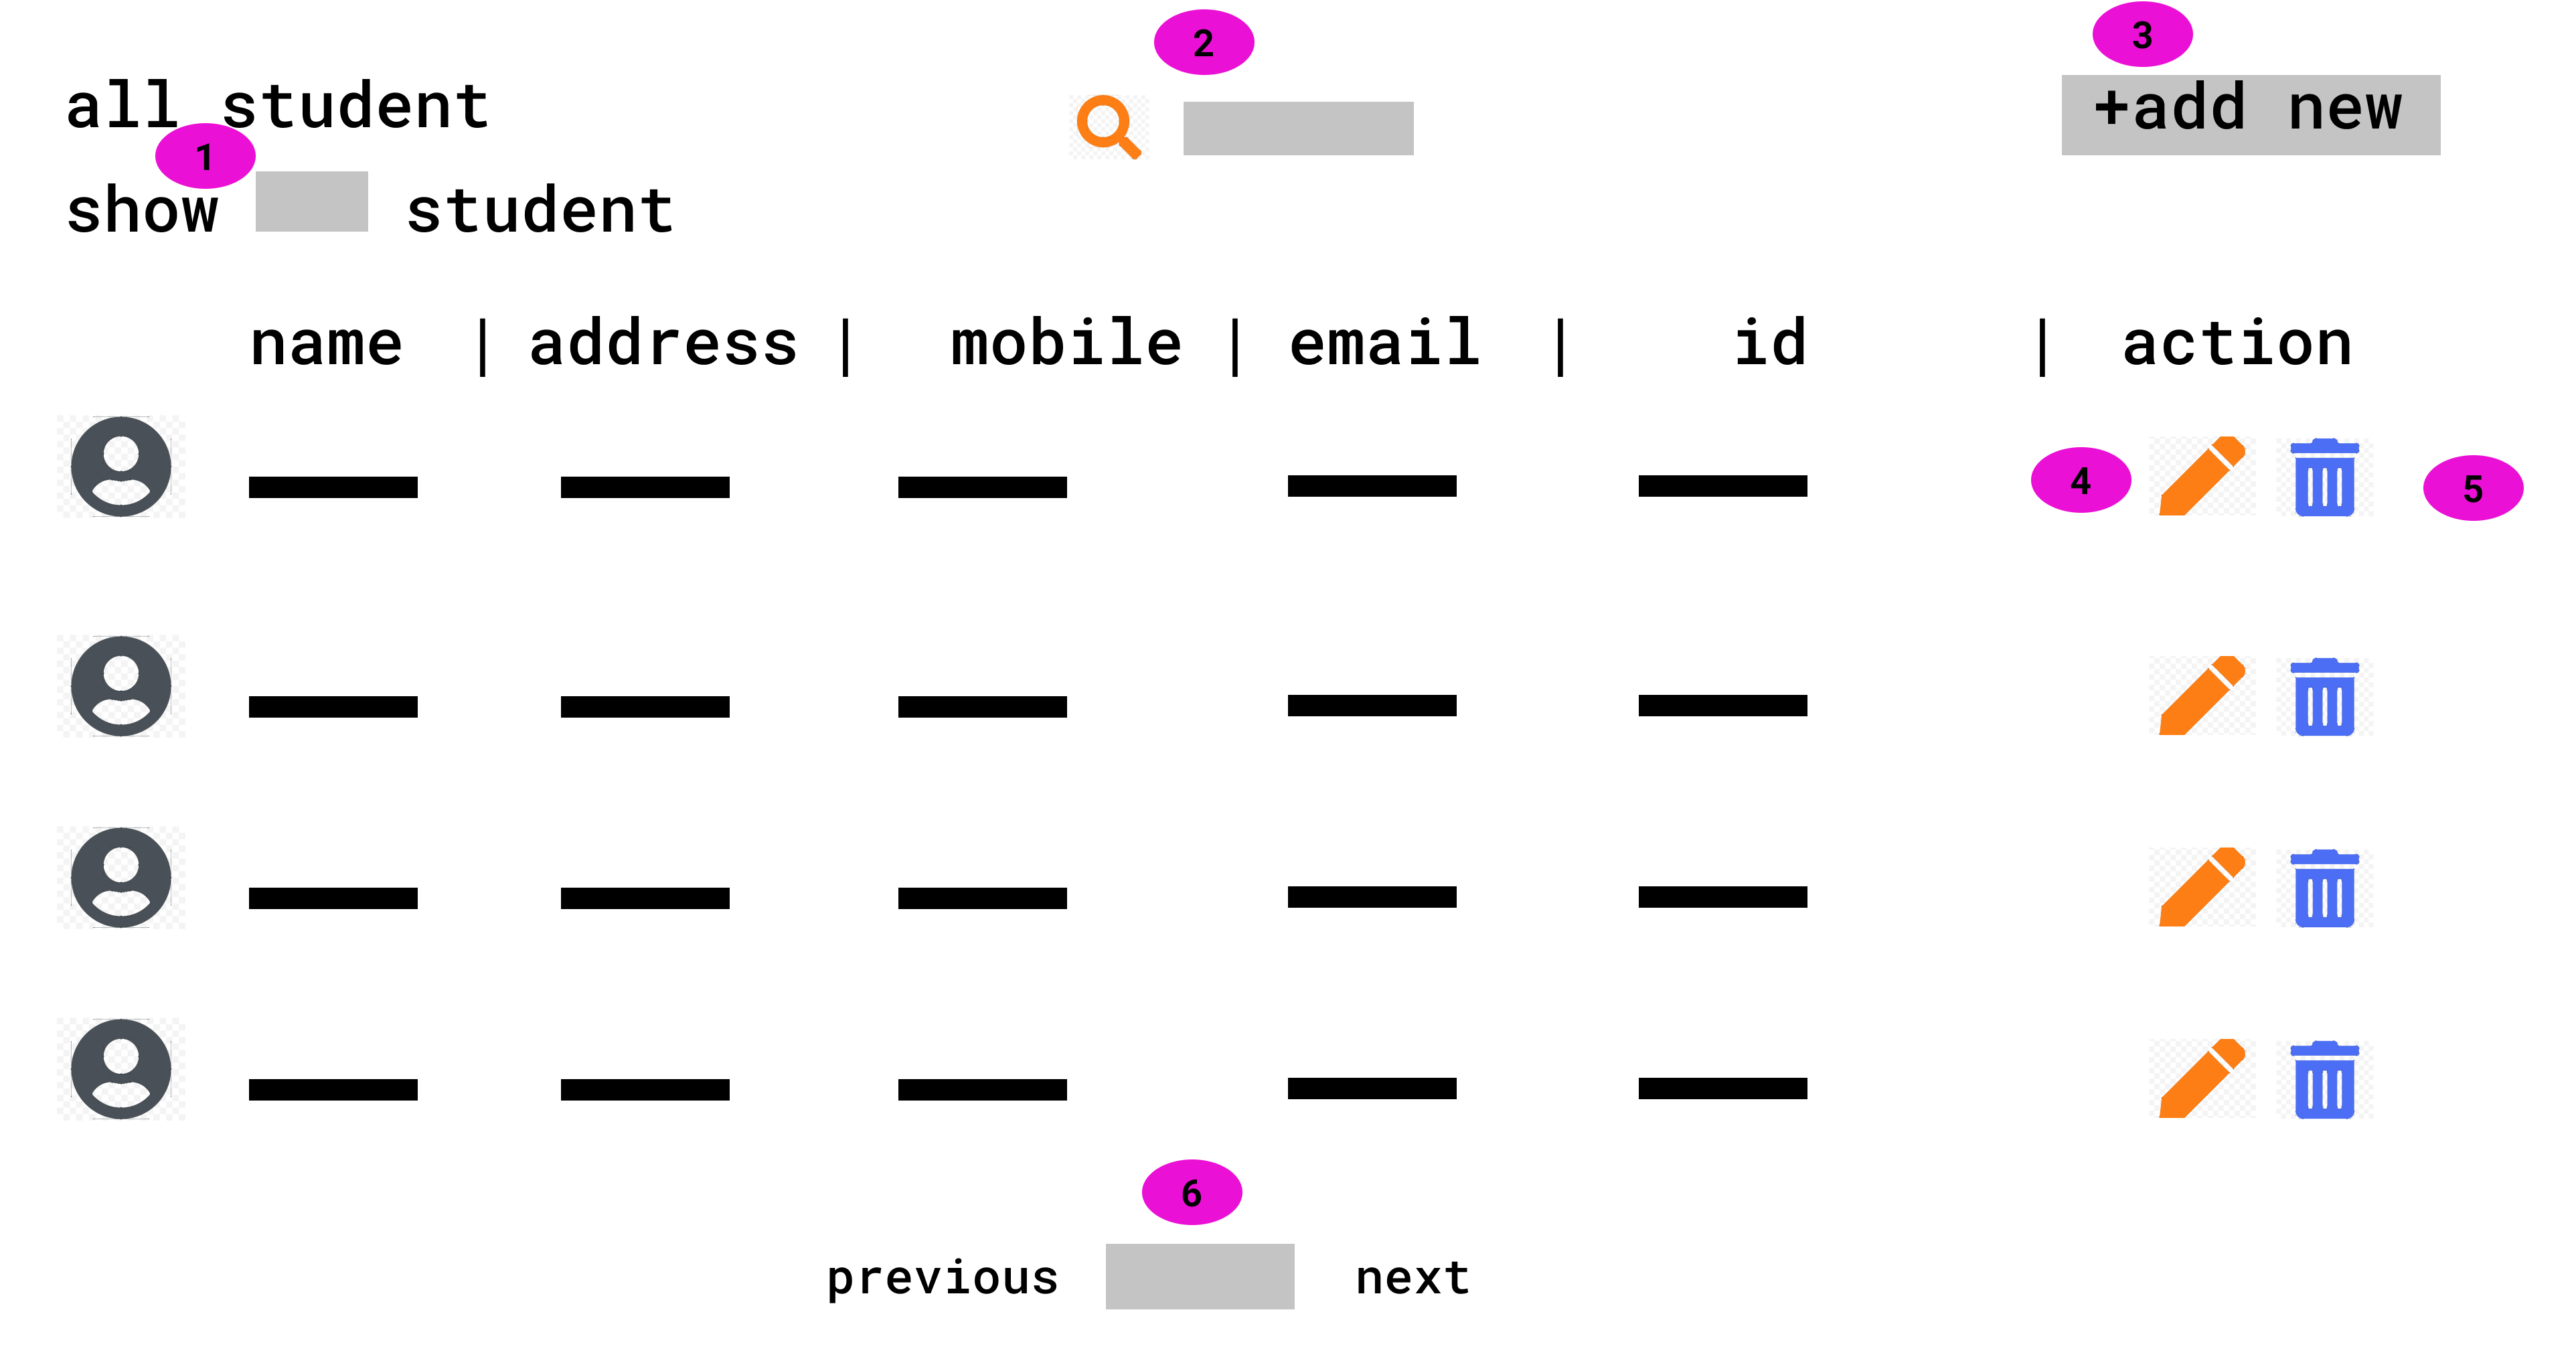 2
3
all student
+add new
1
show student
name | address | mobile | email | id | action
4
5
6
previous next